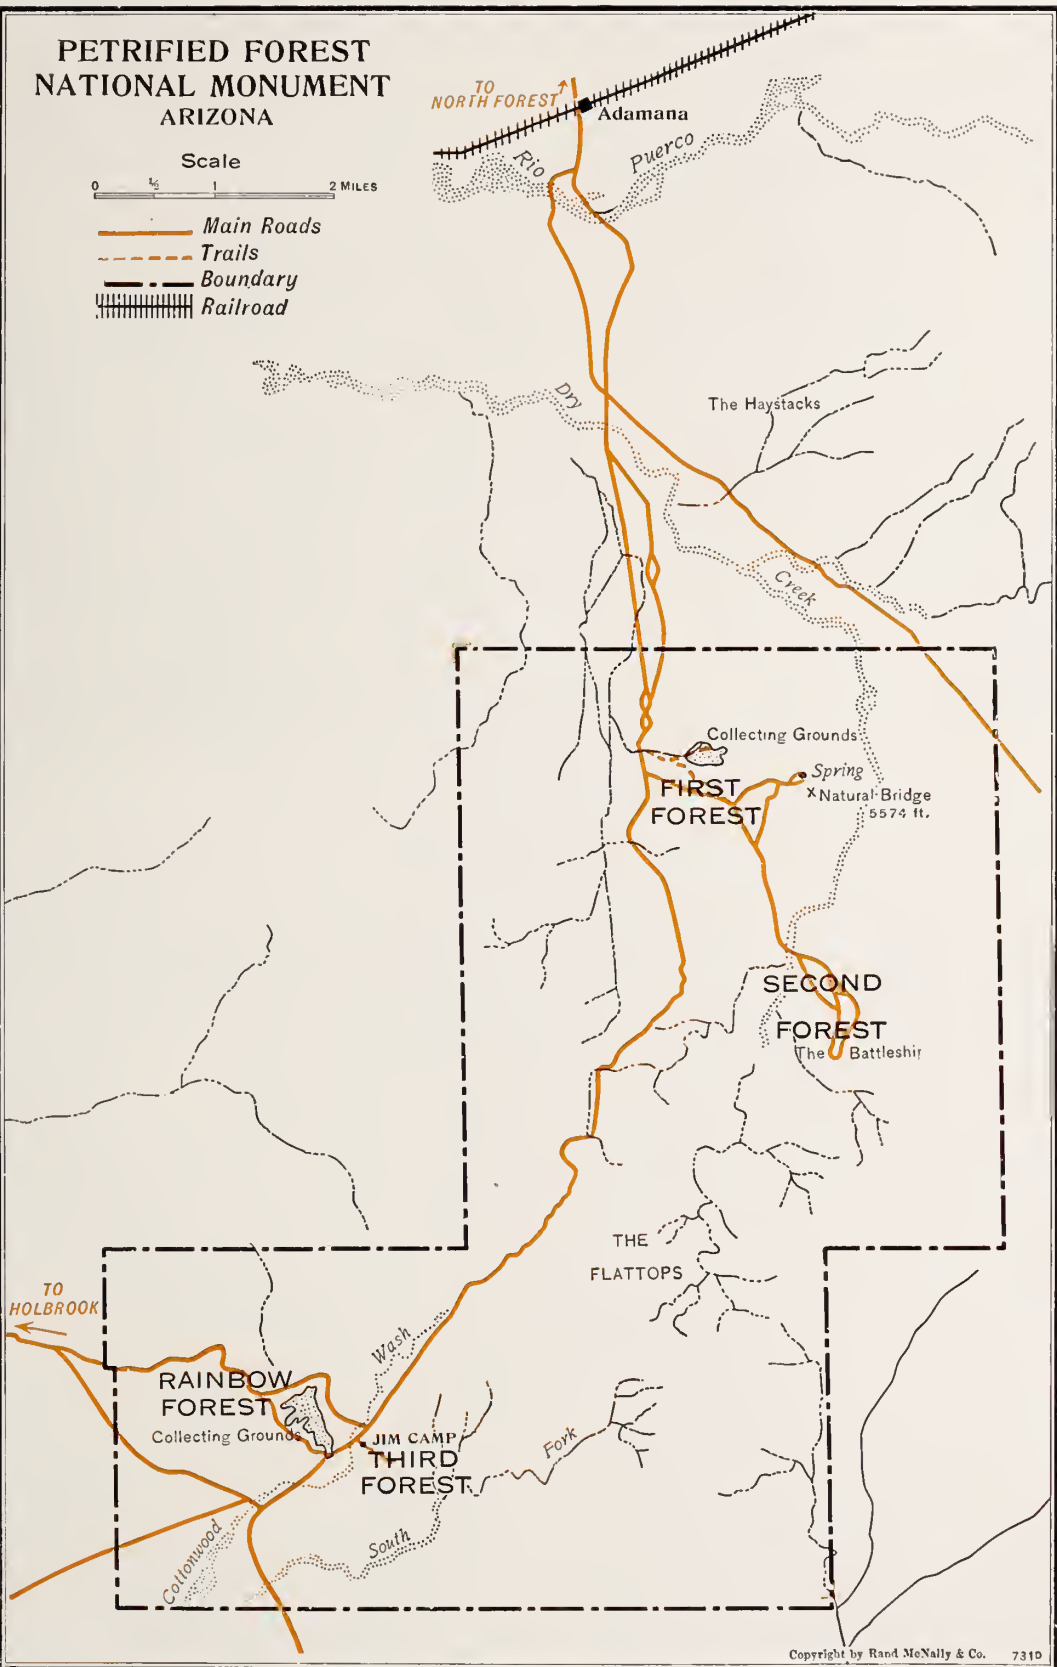 PETRIFIED FOREST
NATIONAL MONUMENT
ARIZONA
Scale
0 ½ 1 2 MILES
Main Roads
Trails
Boundary
Railroad
TO
NORTH FOREST
Adamana
Rio Puerco
Dry
The Haystacks
Creek
Collecting Grounds
Spring
X Natural Bridge
5574 ft.
FIRST
FOREST
SECOND
FOREST
The Battleship
THE
FLATTOPS
TO
HOLBROOK
Wash
RAINBOW
FOREST
Collecting Grounds
JIM CAMP
THIRD
FOREST
Fork
South
Cottonwood
Copyright by Rand McNally & Co. 731D